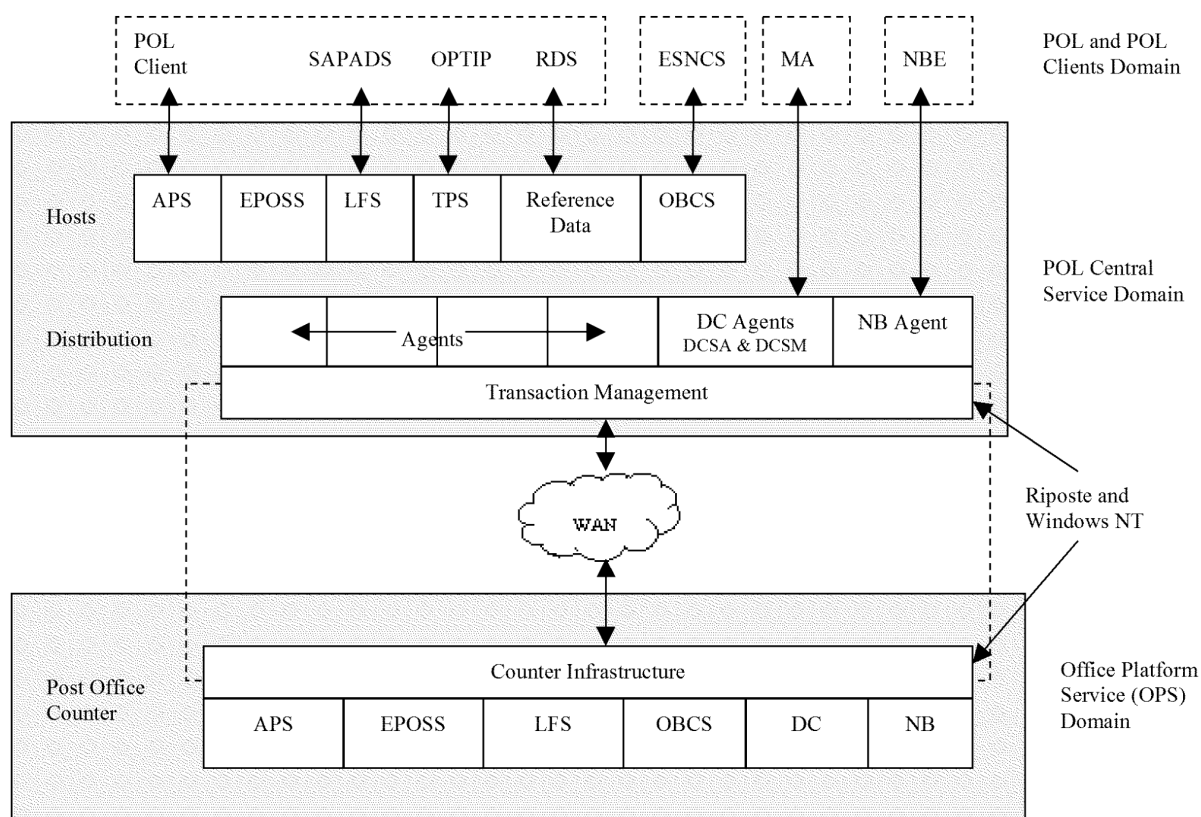 POL
Client
SAPADS
OPTIP
RDS
ESNCS
MA
NBE
POL and POL
Clients Domain
Hosts
APS
EPOSS
LFS
TPS
Reference
Data
OBCS
POL Central
Service Domain
Distribution
Agents
DC Agents
DCSA & DCSM
NB Agent
Transaction Management
WAN
Riposte and
Windows NT
Counter Infrastructure
Post Office
Counter
APS
EPOSS
LFS
OBCS
DC
NB
Office Platform
Service (OPS)
Domain